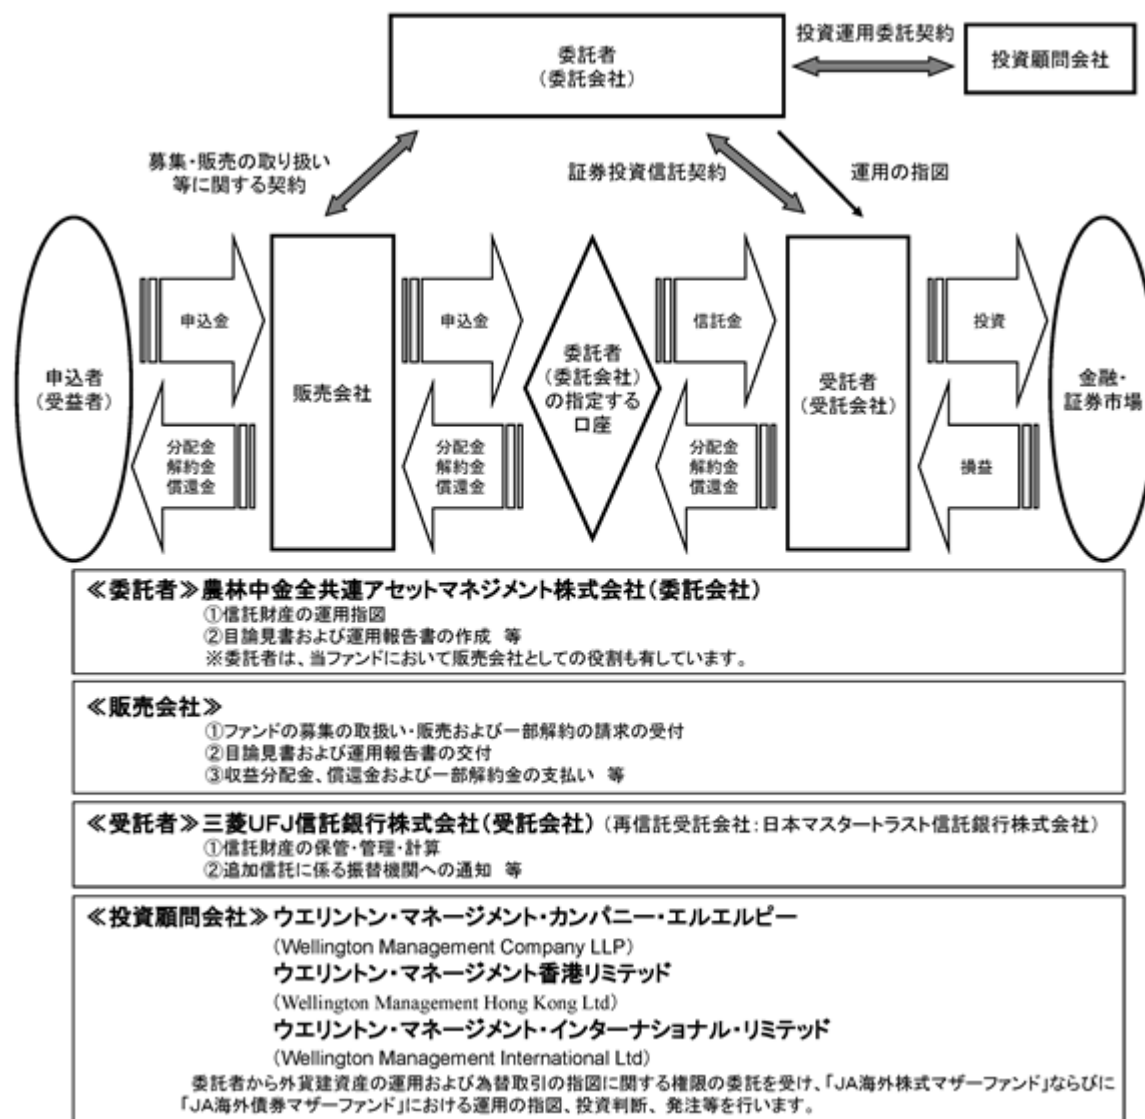 委託者
(委託会社)
投資運用委託契約
投資顧問会社
募集・販売の取り扱い
等に関する契約
証券投資信託契約
運用の指図
申込者
(受益者)
申込金
分配金
解約金
償還金
販売会社
申込金
分配金
解約金
償還金
委託者
(委託会社)
の指定する
口座
信託金
分配金
解約金
償還金
受託者
(受託会社)
投資
損益
金融・
証券市場
≪委託者≫農林中金全共連アセットマネジメント株式会社(委託会社)
①信託財産の運用指図
②目論見書および運用報告書の作成 等
※委託者は、当ファンドにおいて販売会社としての役割も有しています。
≪販売会社≫
①ファンドの募集の取扱い・販売および一部解約の請求の受付
②目論見書および運用報告書の交付
③収益分配金、償還金および一部解約金の支払い 等
≪受託者≫三菱UFJ信託銀行株式会社(受託会社) (再信託受託会社:日本マスタートラスト信託銀行株式会社)
①信託財産の保管・管理・計算
②追加信託に係る振替機関への通知 等
≪投資顧問会社≫ウエリントン・マネージメント・カンパニー・エルエルピー
(Wellington Management Company LLP)
ウエリントン・マネージメント香港リミテッド
(Wellington Management Hong Kong Ltd)
ウエリントン・マネージメント・インターナショナル・リミテッド
(Wellington Management International Ltd)
委託者から外貨建資産の運用および為替取引の指図に関する権限の委託を受け、「JA海外株式マザーファンド」ならびに
「JA海外債券マザーファンド」における運用の指図、投資判断、発注等を行います。